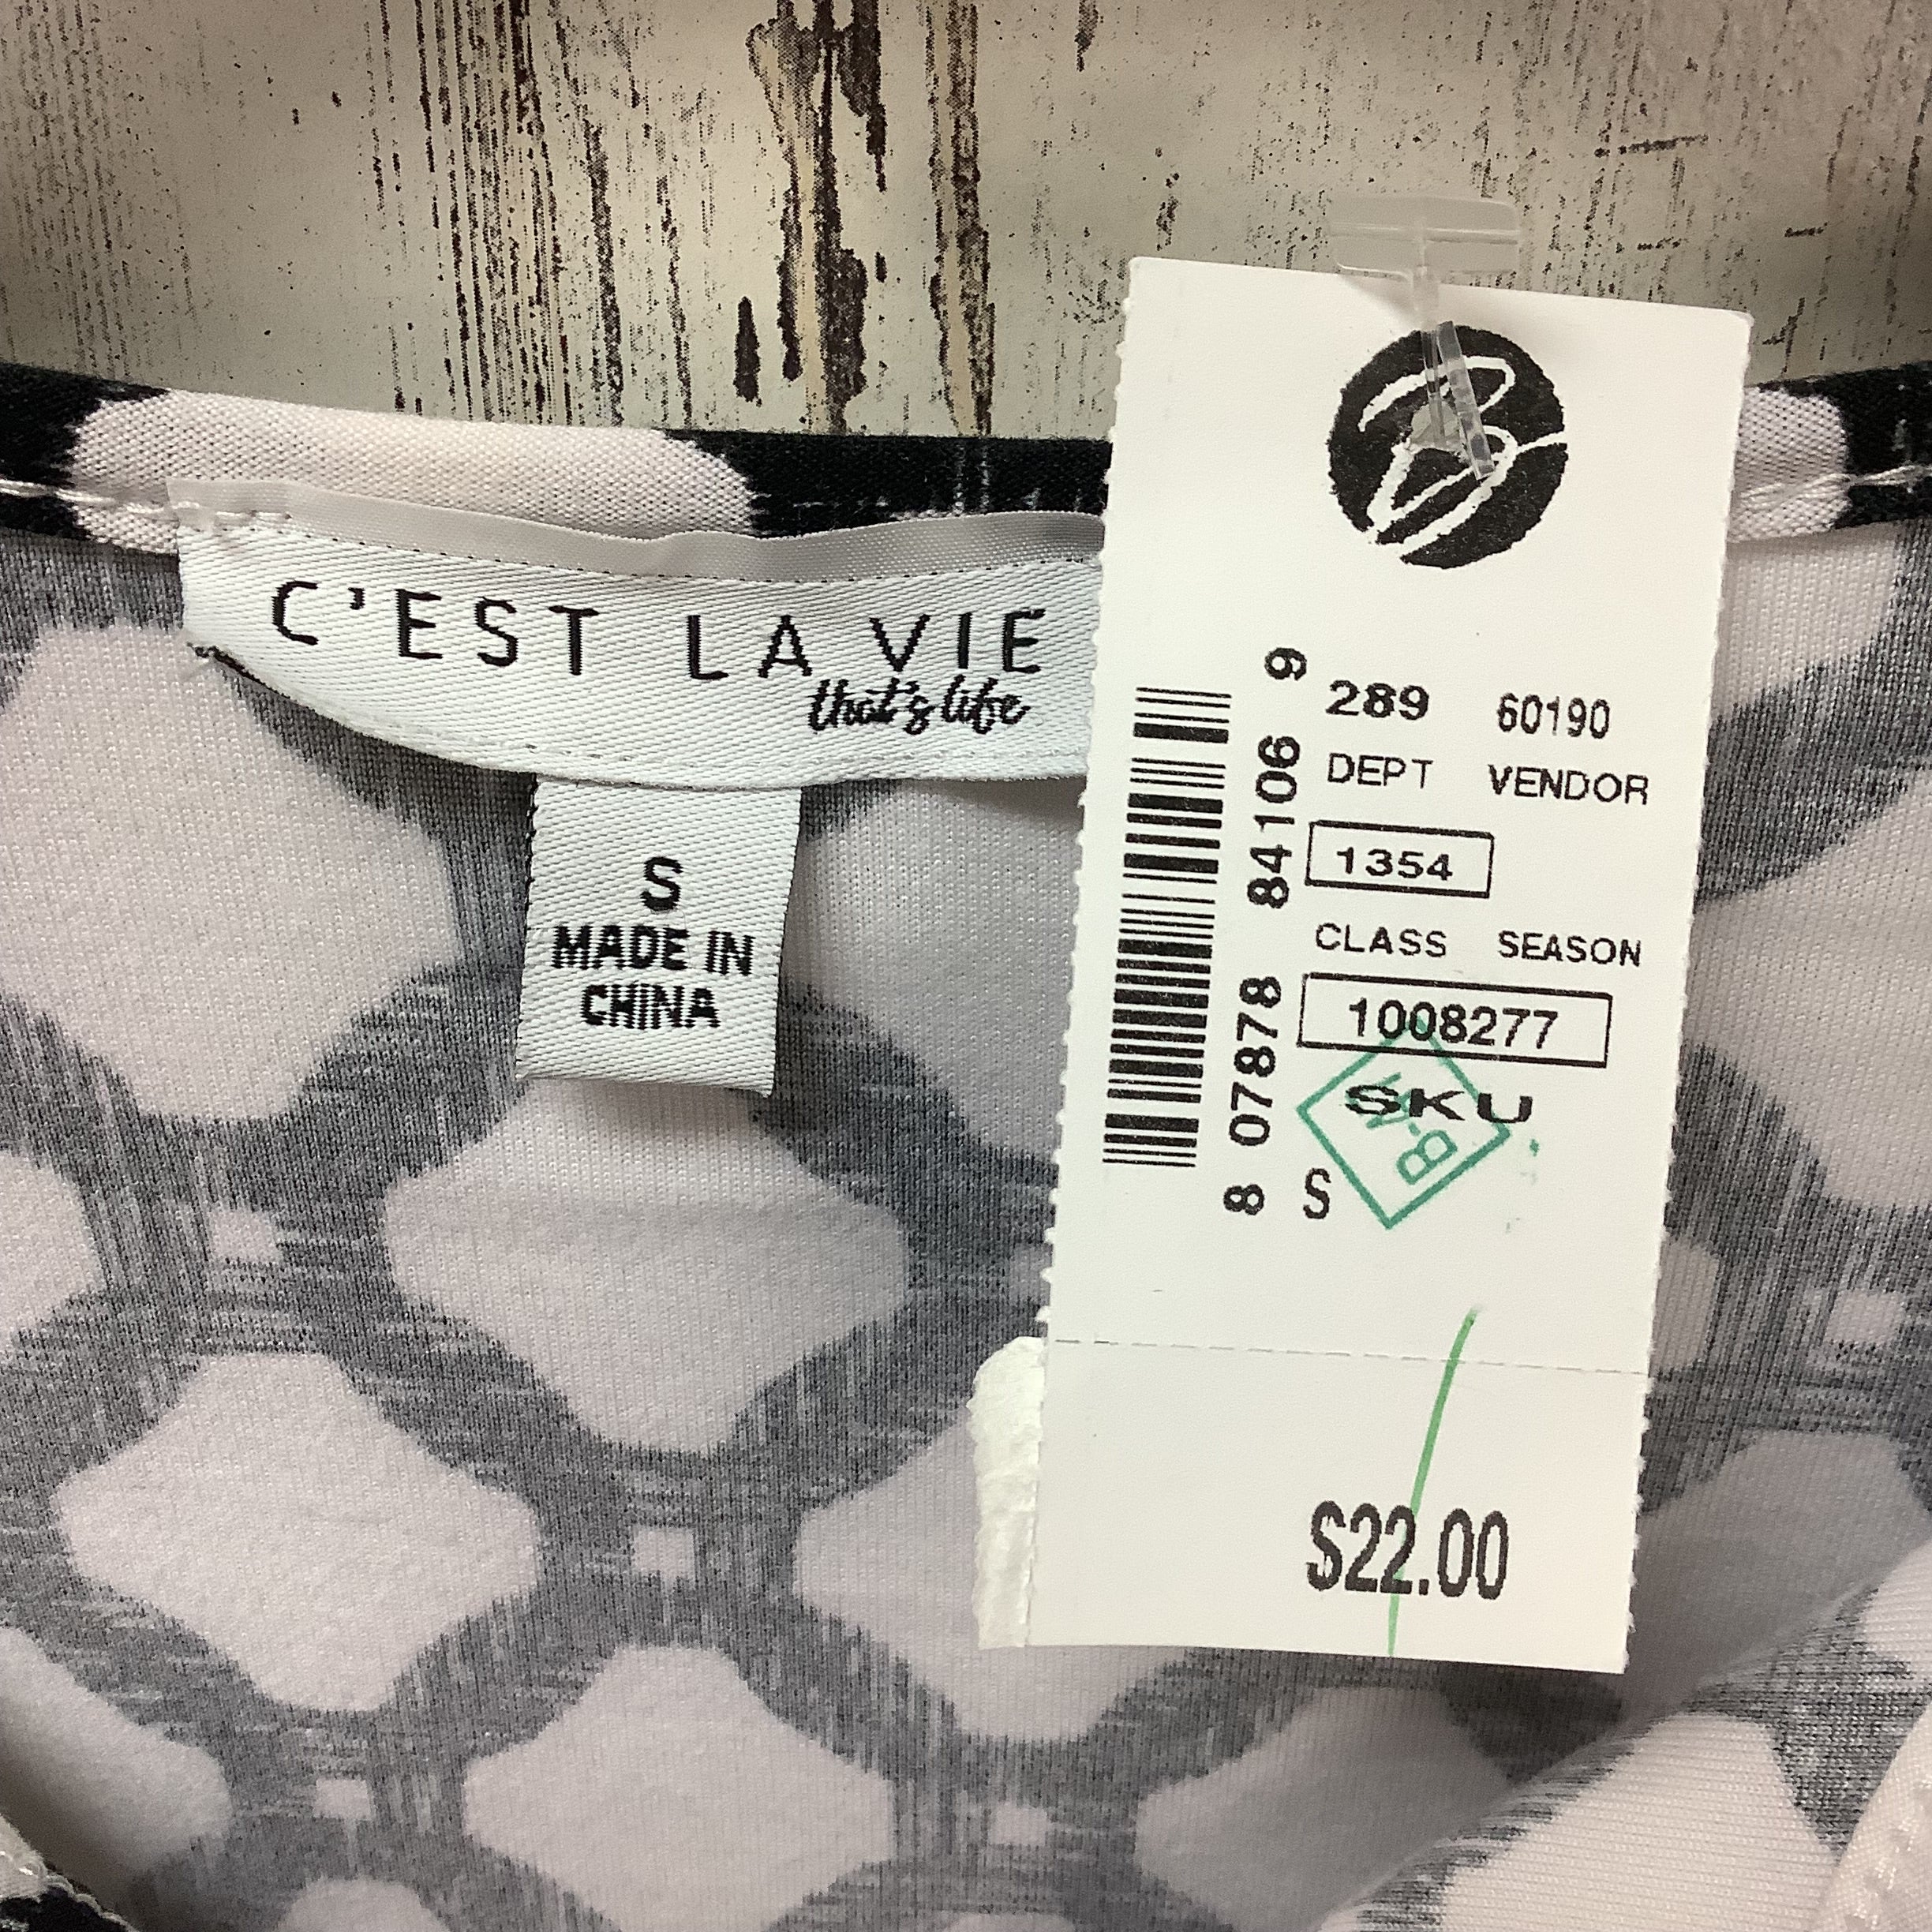 C'EST LA VIE
that's life
S
MADE IN
CHINA
B
8 07878 84106 9
289 60190
DEPT VENDOR
1354
CLASS SEASON
1008277
SKU
S
$22.00